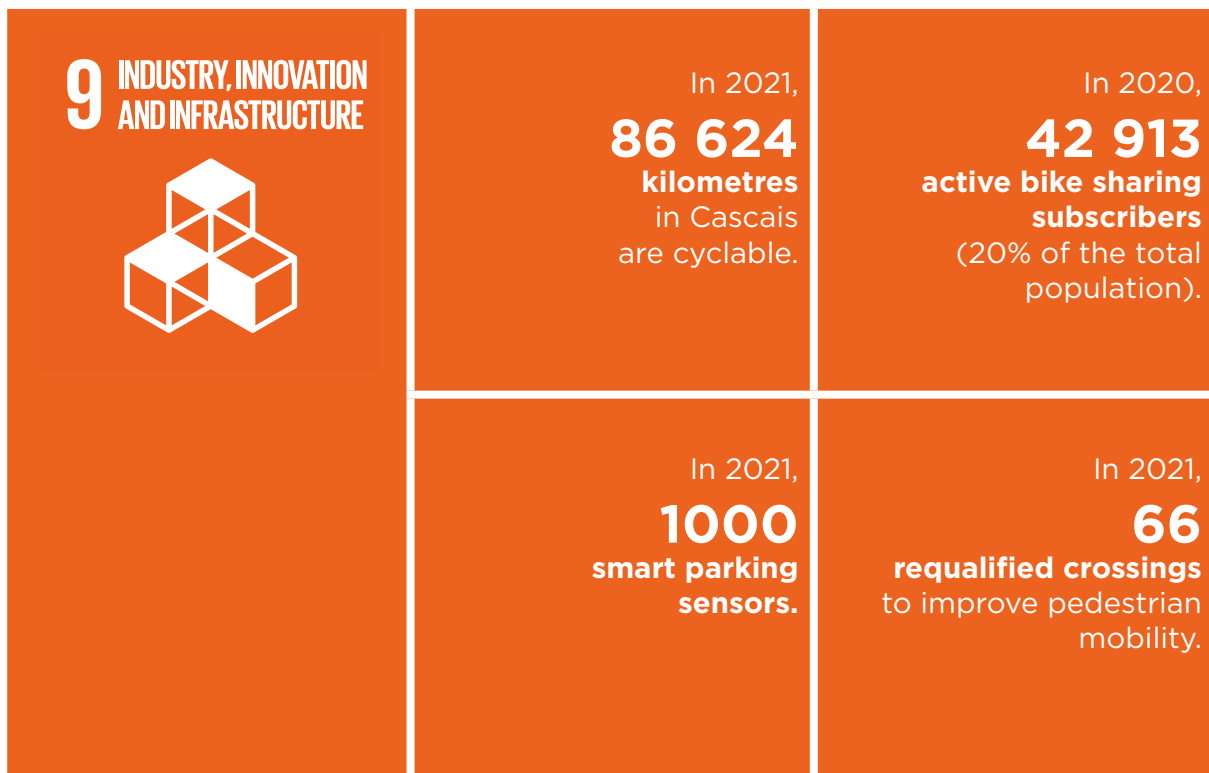 9 INDUSTRY, INNOVATION
AND INFRASTRUCTURE
In 2021,
86 624
kilometres
in Cascais
are cyclable.
In 2020,
42 913
active bike sharing
subscribers
(20% of the total
population).
In 2021,
1000
smart parking
sensors.
In 2021,
66
requalified crossings
to improve pedestrian
mobility.